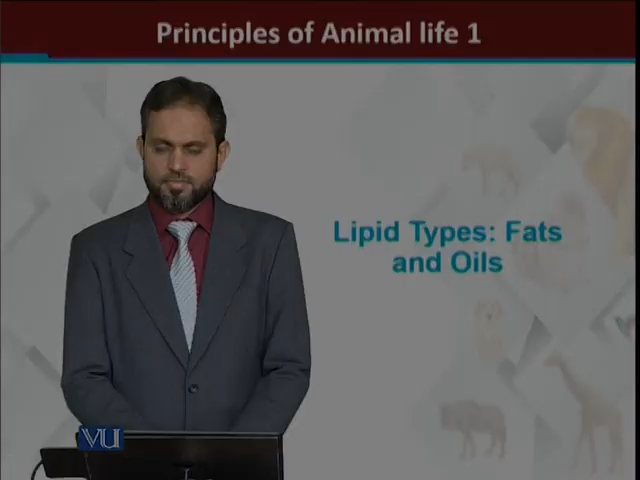 Principles of Animal life 1
Lipid Types: Fats
and Oils
VU